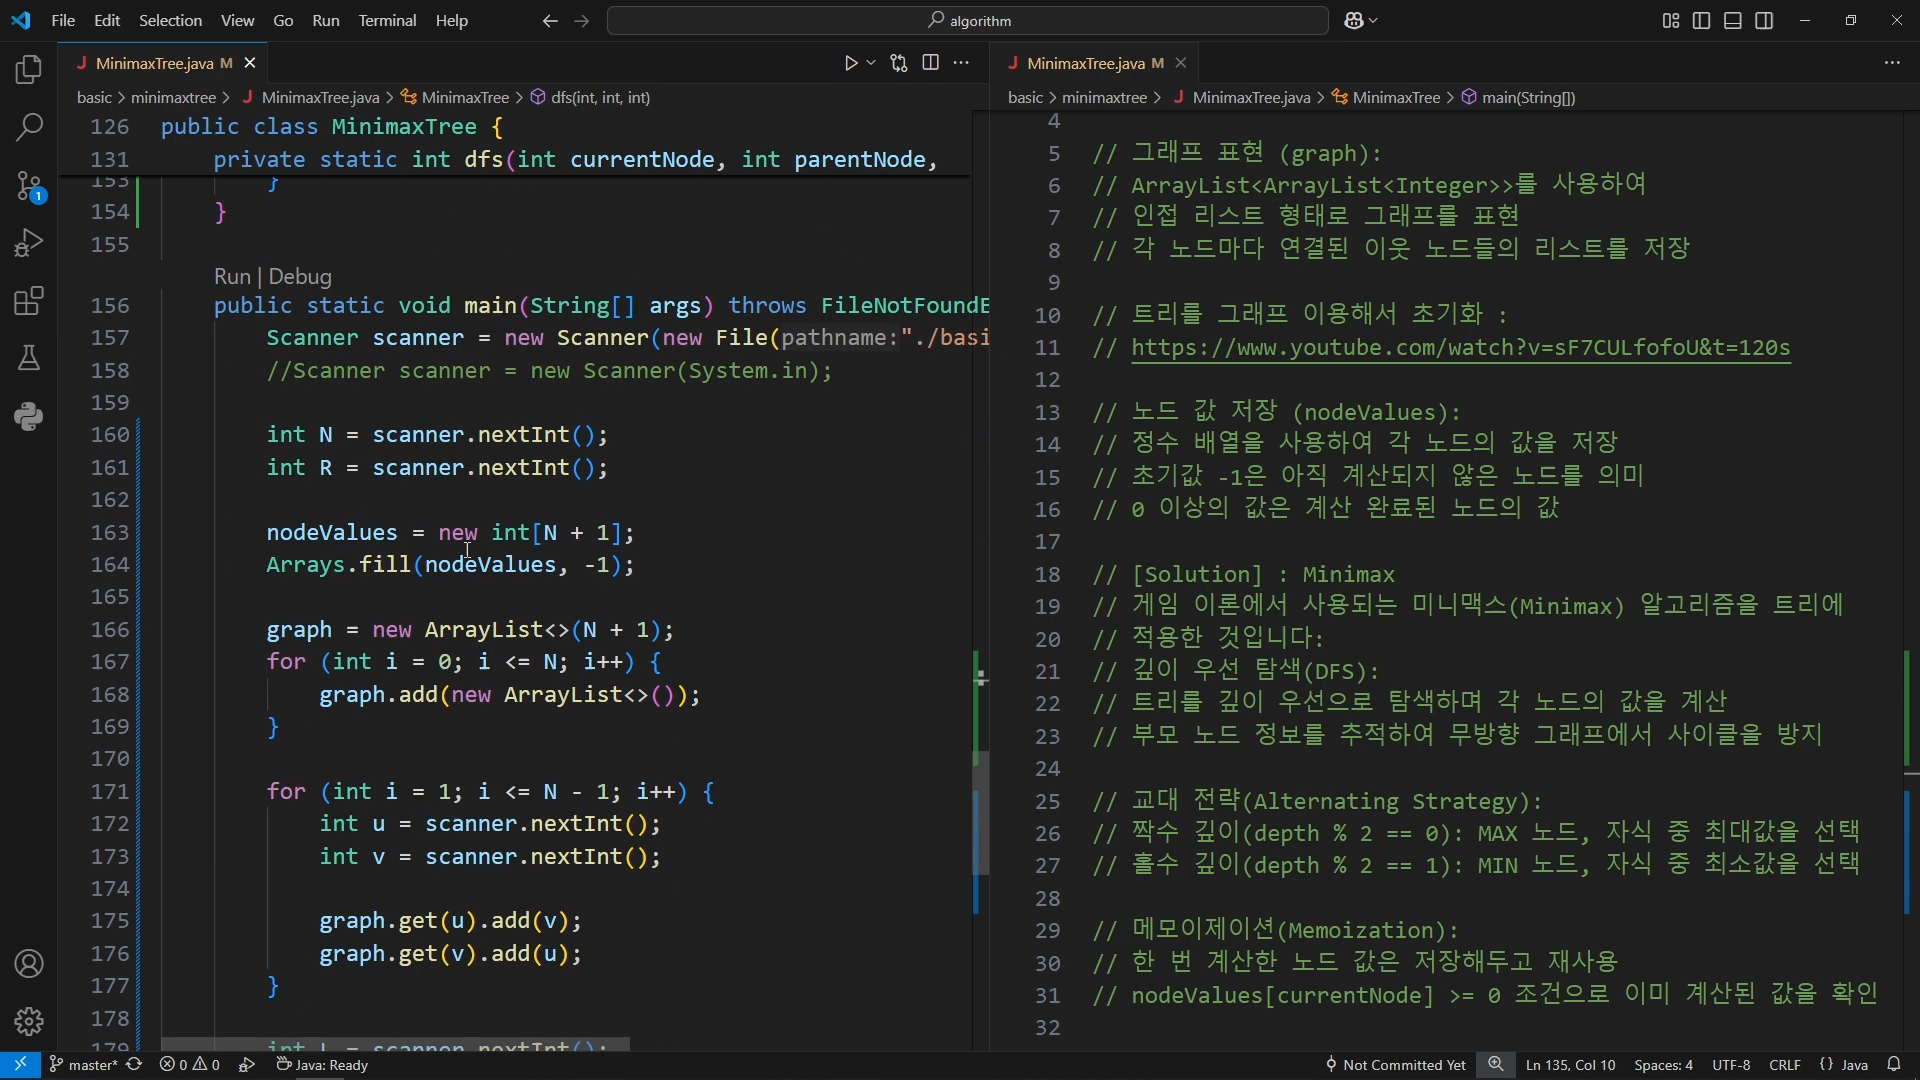 File Edit Selection View Go Run Terminal Help algorithm
MinimaxTree.java M
basic > minimaxtree > J MinimaxTree.java > MinimaxTree > dfs(int, int, int)
126 public class MinimaxTree {
131 private static int dfs(int currentNode, int parentNode,
153 }
154 }
155
Run | Debug
156 public static void main(String[] args) throws FileNotFoundE
157 Scanner scanner = new Scanner(new File(pathname:"./basi
158 //Scanner scanner = new Scanner(System.in);
159
160 int N = scanner.nextInt();
161 int R = scanner.nextInt();
162
163 nodeValues = new int[N + 1];
164 Arrays.fill(nodeValues, -1);
165
166 graph = new ArrayList<>(N + 1);
167 for (int i = 0; i <= N; i++) {
168 graph.add(new ArrayList<>());
169 }
170
171 for (int i = 1; i <= N - 1; i++) {
172 int u = scanner.nextInt();
173 int v = scanner.nextInt();
174
175 graph.get(u).add(v);
176 graph.get(v).add(u);
177 }
178
179 int L = scanner.nextInt();
J MinimaxTree.java M
basic > minimaxtree > J MinimaxTree.java > MinimaxTree > main(String[])
4
5 // 그래프 표현 (graph):
6 // ArrayList<ArrayList<Integer>>를 사용하여
7 // 인접 리스트 형태로 그래프를 표현
8 // 각 노드마다 연결된 이웃 노드들의 리스트를 저장
9
10 // 트리를 그래프 이용해서 초기화 :
11 // https://www.youtube.com/watch?v=sF7CULfofoU&t=120s
12
13 // 노드 값 저장 (nodeValues):
14 // 정수 배열을 사용하여 각 노드의 값을 저장
15 // 초기값 -1은 아직 계산되지 않은 노드를 의미
16 // 0 이상의 값은 계산 완료된 노드의 값
17
18 // [Solution] : Minimax
19 // 게임 이론에서 사용되는 미니맥스(Minimax) 알고리즘을 트리에
20 // 적용한 것입니다:
21 // 깊이 우선 탐색(DFS):
22 // 트리를 깊이 우선으로 탐색하며 각 노드의 값을 계산
23 // 부모 노드 정보를 추적하여 무방향 그래프에서 사이클을 방지
24
25 // 교대 전략(Alternating Strategy):
26 // 짝수 깊이(depth % 2 == 0): MAX 노드, 자식 중 최대값을 선택
27 // 홀수 깊이(depth % 2 == 1): MIN 노드, 자식 중 최소값을 선택
28
29 // 메모이제이션(Memoization):
30 // 한 번 계산한 노드 값은 저장해두고 재사용
31 // nodeValues[currentNode] >= 0 조건으로 이미 계산된 값을 확인
32
1
master* 0 0 Java: Ready Not Committed Yet Ln 135, Col 10 Spaces: 4 UTF-8 CRLF {} Java